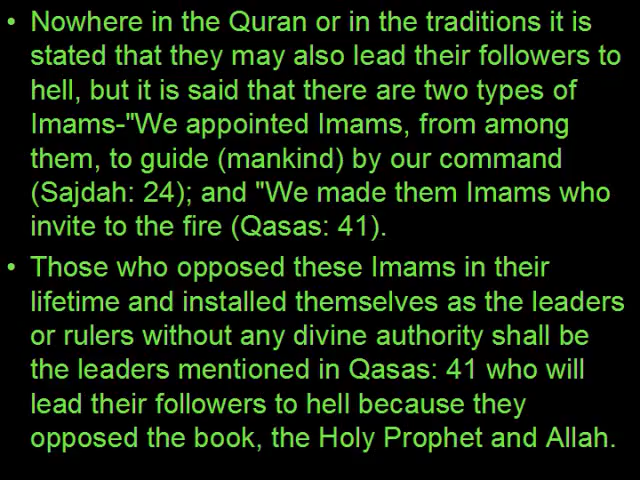 • Nowhere in the Quran or in the traditions it is
stated that they may also lead their followers to
hell, but it is said that there are two types of
Imams-"We appointed Imams, from among
them, to guide (mankind) by our command
(Sajdah: 24); and "We made them Imams who
invite to the fire (Qasas: 41).
• Those who opposed these Imams in their
lifetime and installed themselves as the leaders
or rulers without any divine authority shall be
the leaders mentioned in Qasas: 41 who will
lead their followers to hell because they
opposed the book, the Holy Prophet and Allah.